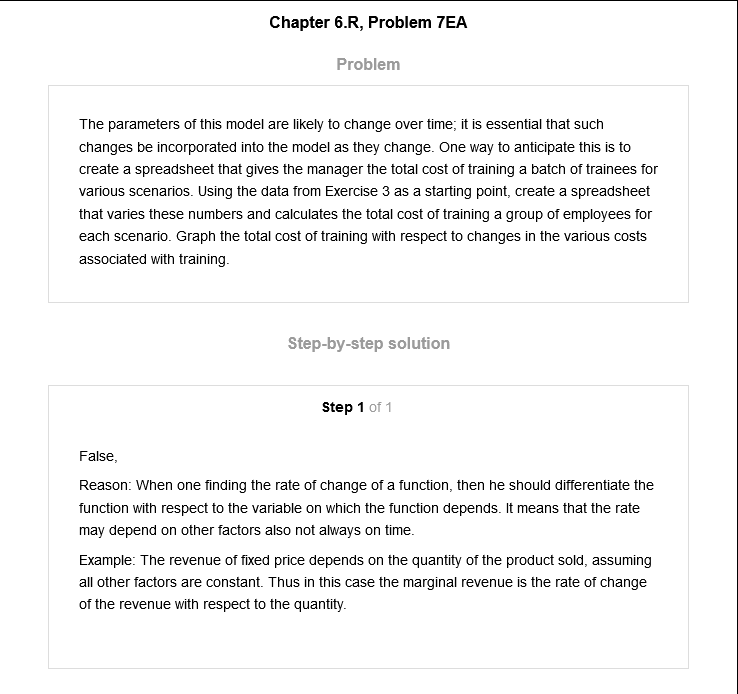 Chapter 6.R, Problem 7EA
Problem
The parameters of this model are likely to change over time; it is essential that such
changes be incorporated into the model as they change. One way to anticipate this is to
create a spreadsheet that gives the manager the total cost of training a batch of trainees for
various scenarios. Using the data from Exercise 3 as a starting point, create a spreadsheet
that varies these numbers and calculates the total cost of training a group of employees for
each scenario. Graph the total cost of training with respect to changes in the various costs
associated with training.
Step-by-step solution
Step 1 of 1
False,
Reason: When one finding the rate of change of a function, then he should differentiate the
function with respect to the variable on which the function depends. It means that the rate
may depend on other factors also not always on time.
Example: The revenue of fixed price depends on the quantity of the product sold, assuming
all other factors are constant. Thus in this case the marginal revenue is the rate of change
of the revenue with respect to the quantity.